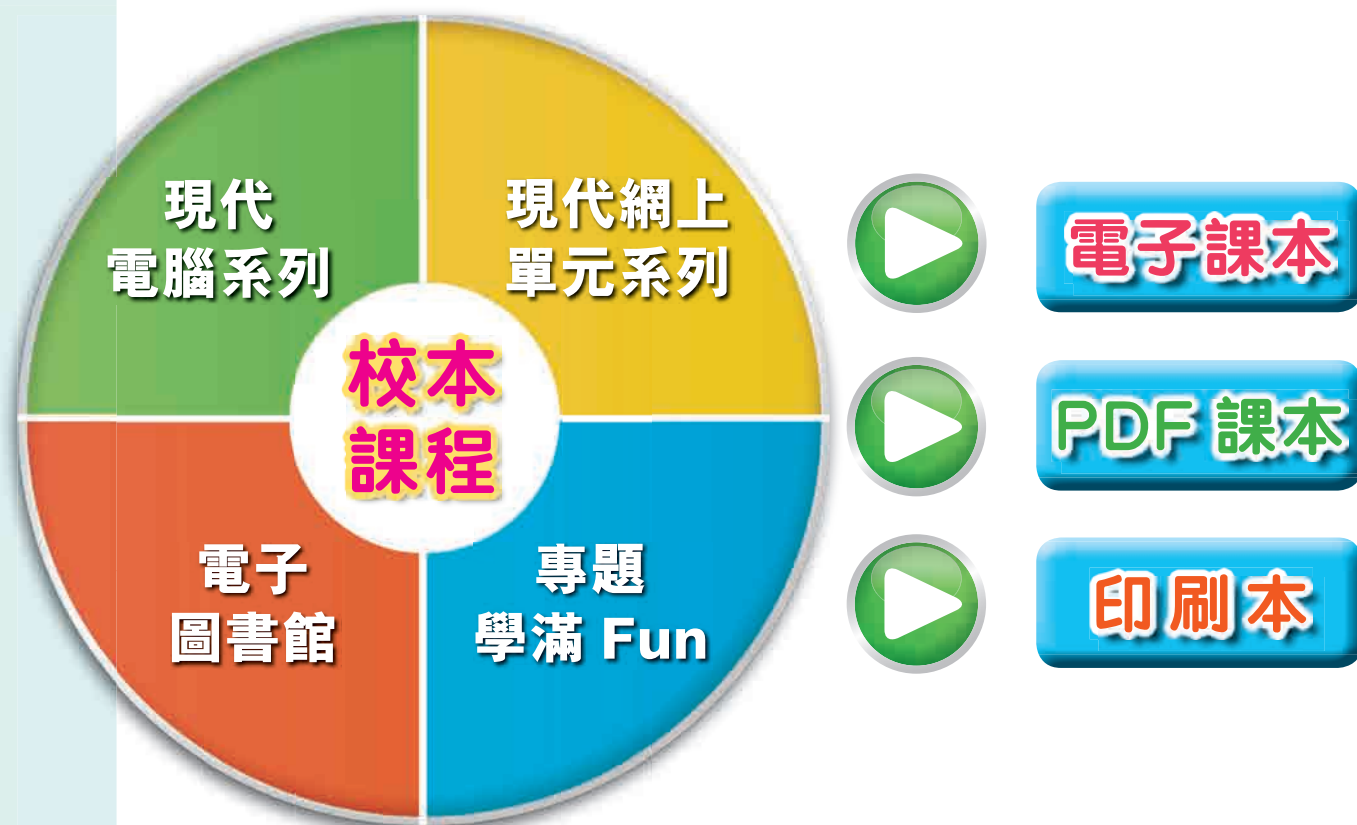 現代
電腦系列
現代網上
單元系列
校本
課程
電子
圖書館
專題
學滿 Fun
電子課本
PDF 課本
印刷本